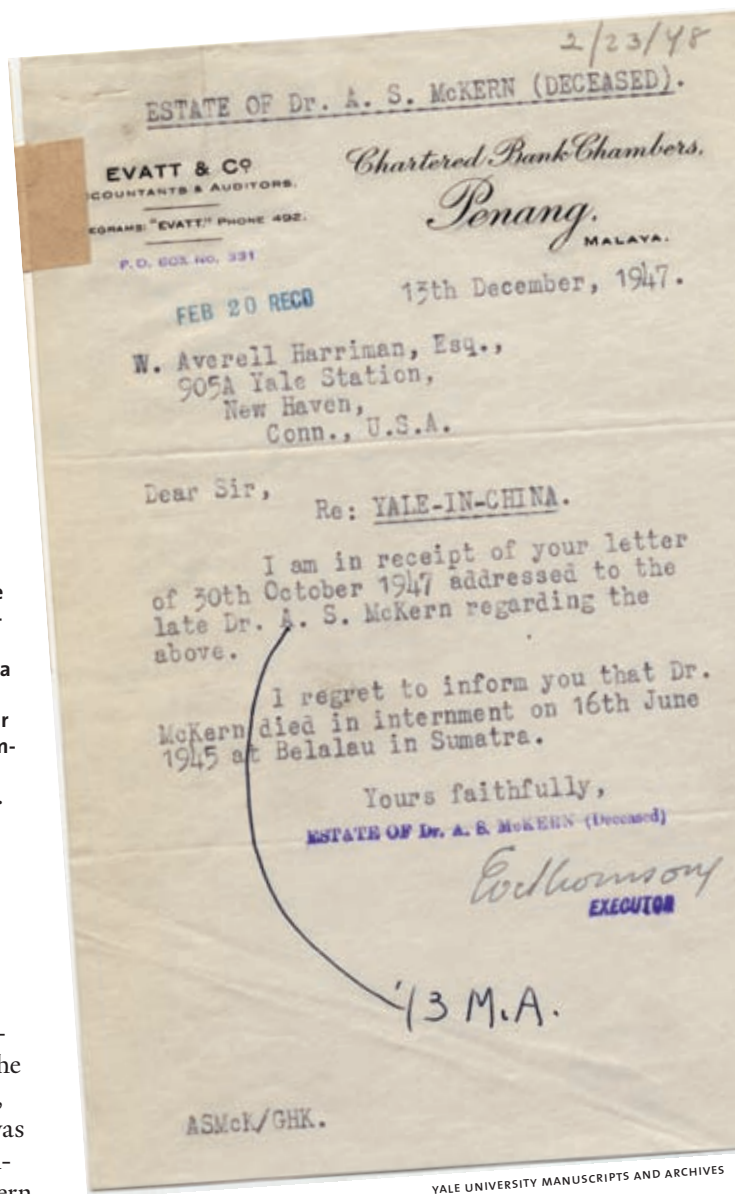 2/23/48
ESTATE OF Dr. A. S. McKERN (DECEASED).
EVATT & Cº
CCOUNTANTS & AUDITORS.
EGRAMS: "EVATT," PHONE 492.
P. O. BOX No. 331
Chartered Bank Chambers,
Penang.
MALAYA.
FEB 20 RECD
13th December, 1947.
W. Averell Harriman, Esq.,
905A Yale Station,
New Haven,
Conn., U.S.A.
Dear Sir,
Re: YALE-IN-CHINA.
I am in receipt of your letter
of 30th October 1947 addressed to the
late Dr. A. S. McKern regarding the
above.
I regret to inform you that Dr.
McKern died in internment on 16th June
1945 at Belalau in Sumatra.
Yours faithfully,
ESTATE OF Dr. A. S. McKERN (Deceased)
EXECUTOR
'13 M.A.
ASMcK/GHK.
YALE UNIVERSITY MANUSCRIPTS AND ARCHIVES
e
a
r
n-
.
-
he
,
vas
-
ern